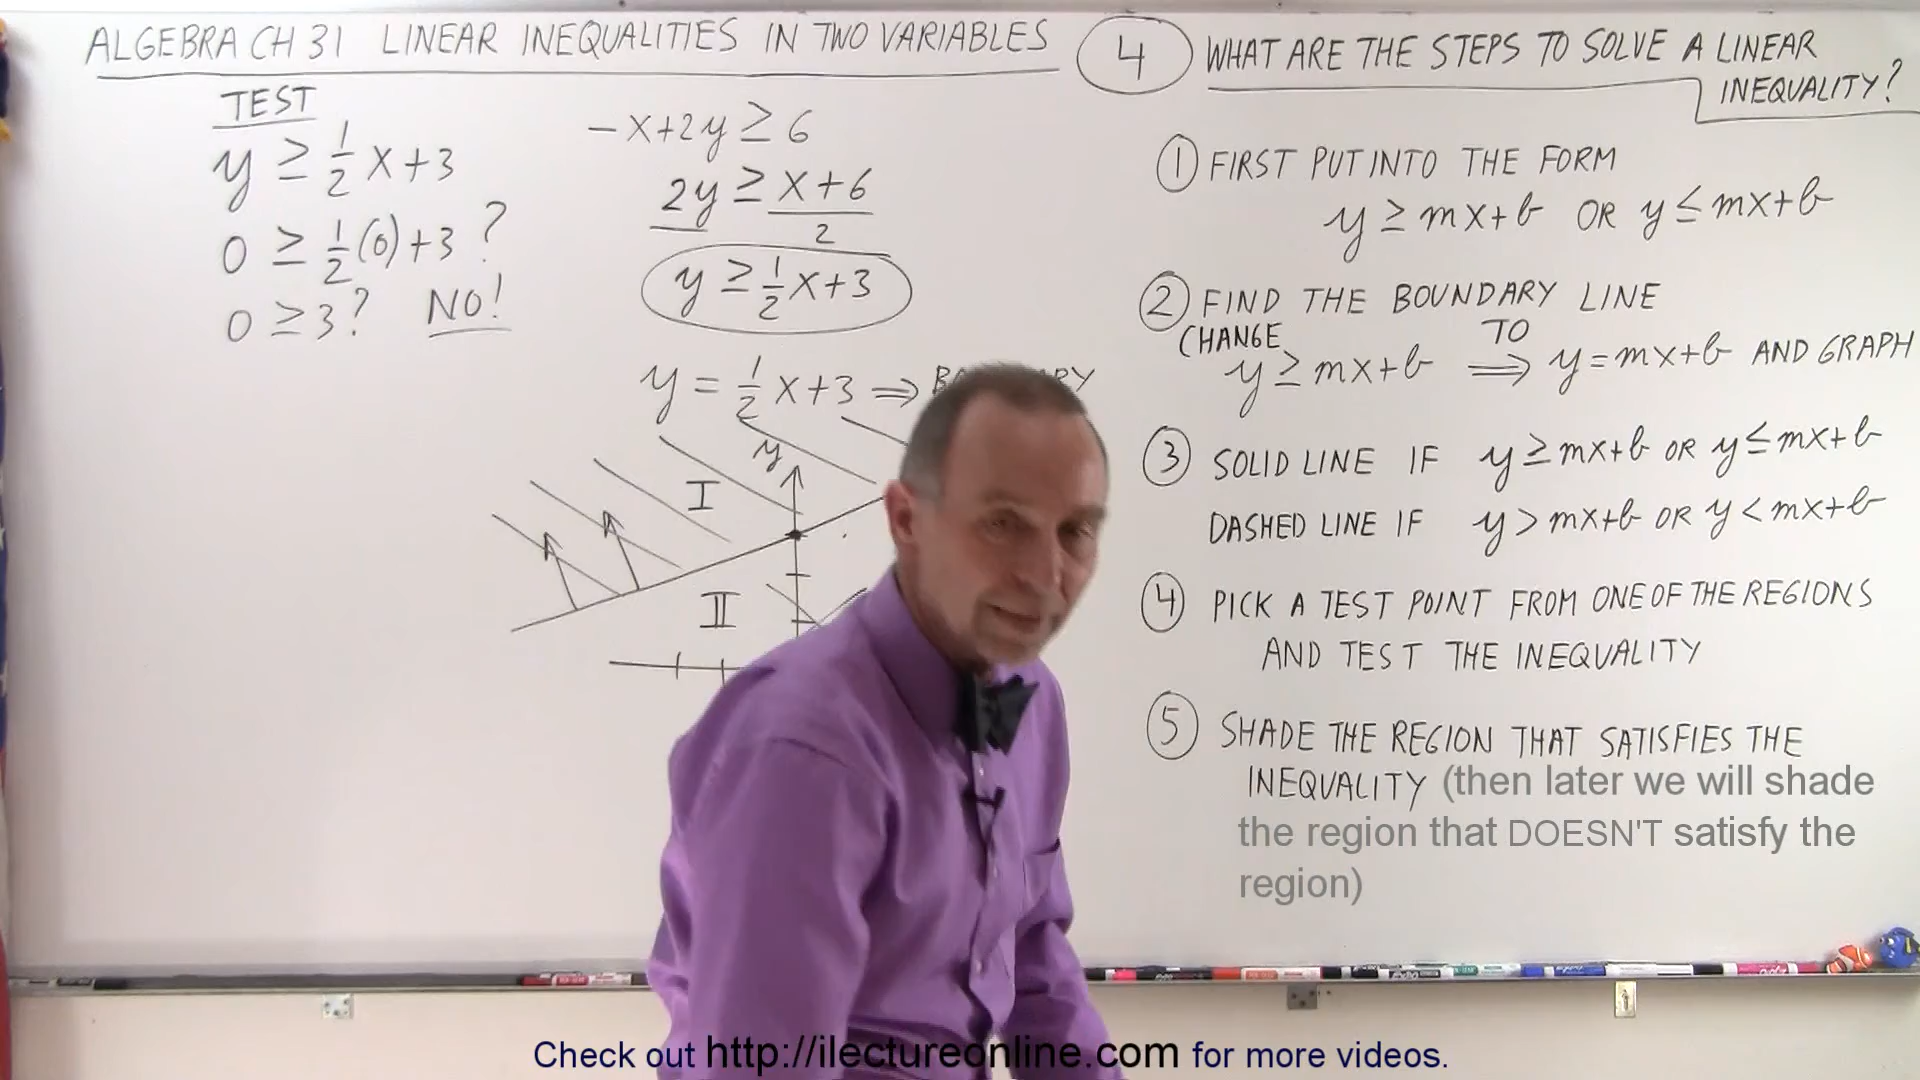 ALGEBRA CH 31 LINEAR INEQUALITIES IN TWO VARIABLES
TEST
y ≥ 1/2 x + 3
0 ≥ 1/2 (0) + 3 ?
0 ≥ 3? NO!
-x+2y ≥ 6
2y ≥ x+6
2
y ≥ 1/2 x + 3
y = 1/2 x + 3 ⇒
y
I
II
4 WHAT ARE THE STEPS TO SOLVE A LINEAR
INEQUALITY?
① FIRST PUT INTO THE FORM
y ≥ mx+b OR y ≤ mx+b
② FIND THE BOUNDARY LINE
CHANGE TO
y ≥ mx+b ⇒ y = mx+b AND GRAPH
③ SOLID LINE IF y ≥ mx+b OR y ≤ mx+b
DASHED LINE IF y > mx+b OR y < mx+b
④ PICK A TEST POINT FROM ONE OF THE REGIONS
AND TEST THE INEQUALITY
⑤ SHADE THE REGION THAT SATISFIES THE
INEQUALITY (then later we will shade
the region that DOESN'T satisfy the
region)
Check out http://ilectureonline.com for more videos.